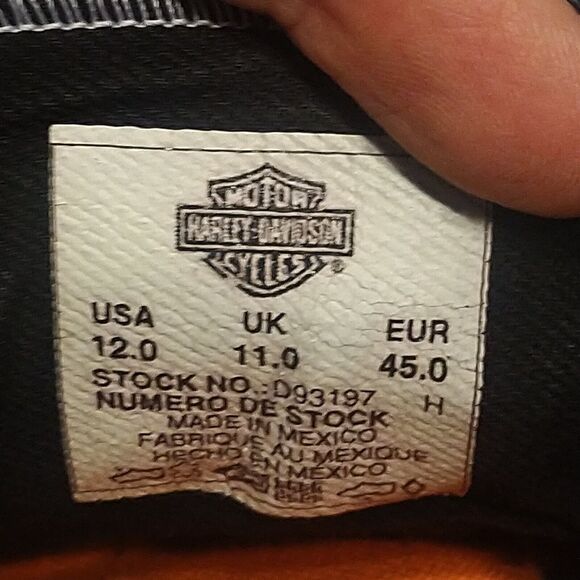 MOTOR
HARLEY-DAVIDSON
CYCLES ®
USA UK EUR
12.0 11.0 45.0
STOCK NO.:D93197 H
NUMERO DE STOCK
MADE IN MEXICO
FABRIQUE AU MEXIQUE
HECHO EN MEXICO